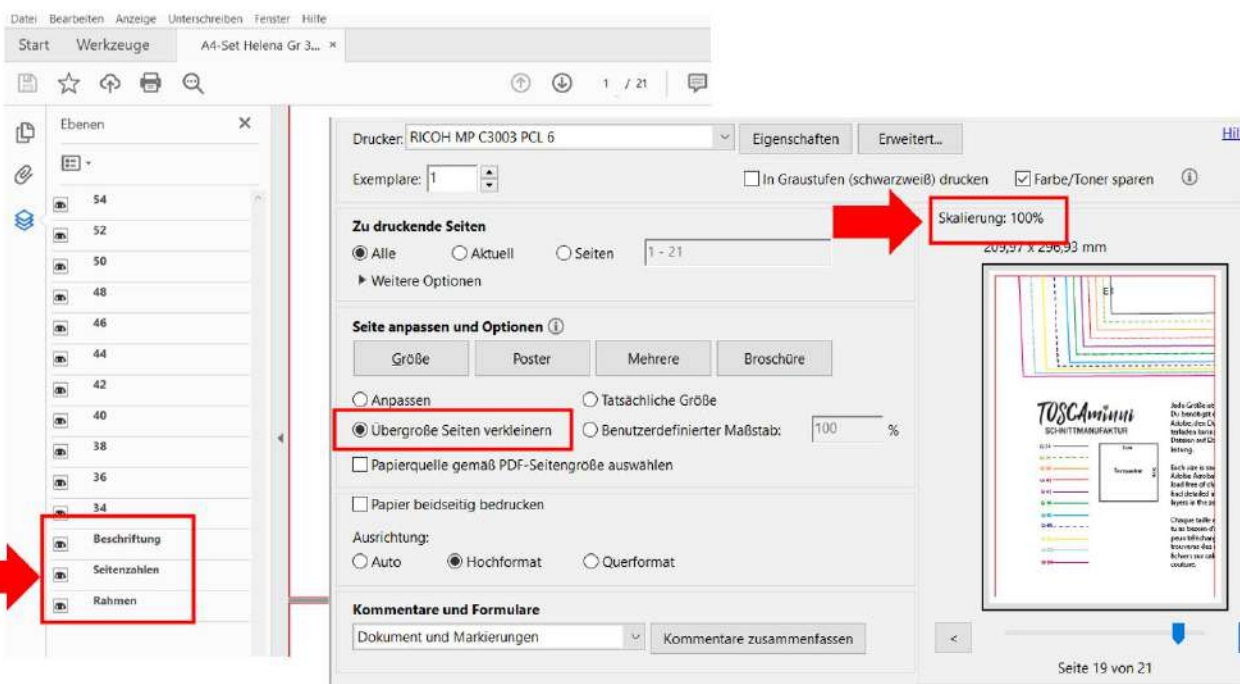 Datei Bearbeiten Anzeige Unterschreiben Fenster Hilfe
Start Werkzeuge A4-Set Helena Gr 3... ×
1 / 21
Ebenen ×
54
52
50
48
46
44
42
40
38
36
34
Beschriftung
Seitenzahlen
Rahmen
Drucker: RICOH MP C3003 PCL 6 Eigenschaften Erweitert...
Exemplare: 1 In Graustufen (schwarzweiß) drucken Farbe/Toner sparen
Zu druckende Seiten
Alle Aktuell Seiten 1 - 21
Weitere Optionen
Seite anpassen und Optionen
Größe Poster Mehrere Broschüre
Anpassen Tatsächliche Größe
Übergroße Seiten verkleinern Benutzerdefinierter Maßstab: 100 %
Papierquelle gemäß PDF-Seitengröße auswählen
Papier beidseitig bedrucken
Ausrichtung:
Auto Hochformat Querformat
Kommentare und Formulare
Dokument und Markierungen Kommentare zusammenfassen
Skalierung: 100%
209,97 x 296,93 mm
TOSCAminni
SCHNITTMANUFAKTUR
<
Seite 19 von 21